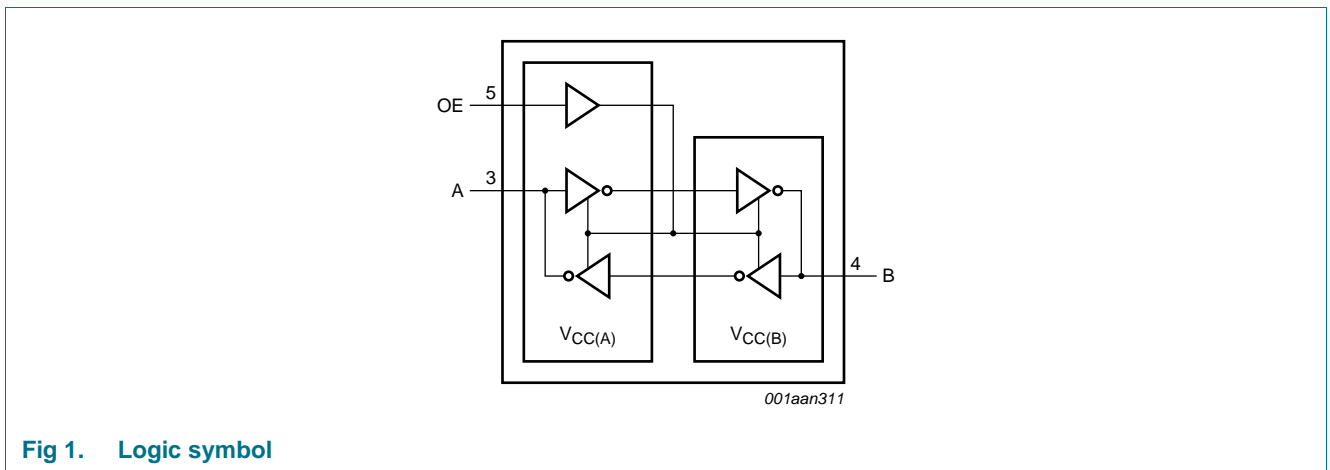 OE
5
A
3
4
B
VCC(A)
VCC(B)
001aan311
Fig 1. Logic symbol